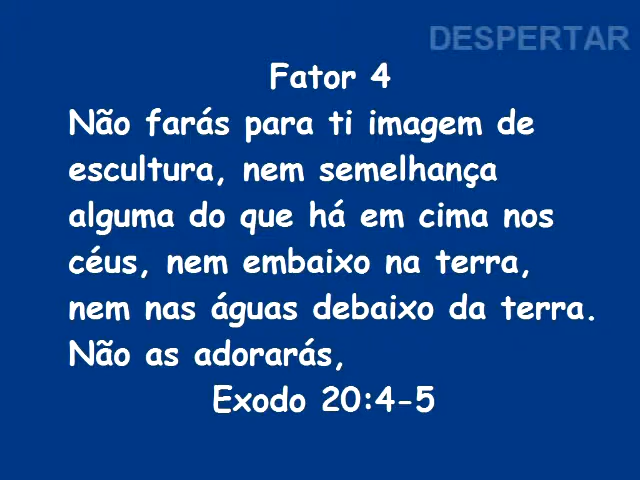 DESPERTAR
Fator 4
Não farás para ti imagem de
escultura, nem semelhança
alguma do que há em cima nos
céus, nem embaixo na terra,
nem nas águas debaixo da terra.
Não as adorarás,
Exodo 20:4-5